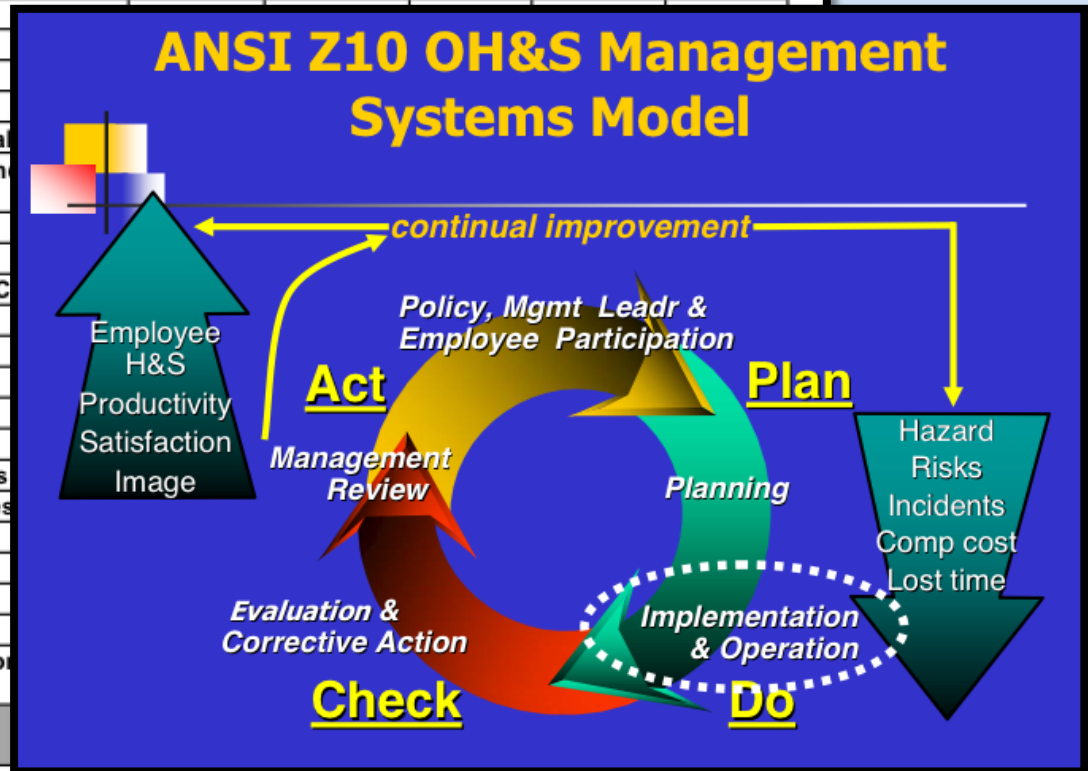 ANSI Z10 OH&S Management
Systems Model
continual improvement
Policy, Mgmt Leadr &
Employee Participation
Employee
H&S
Productivity
Satisfaction
Image
Act
Plan
Hazard
Risks
Incidents
Comp cost
Lost time
Management
Review
Planning
Evaluation &
Corrective Action
Implementation
& Operation
Check
Do